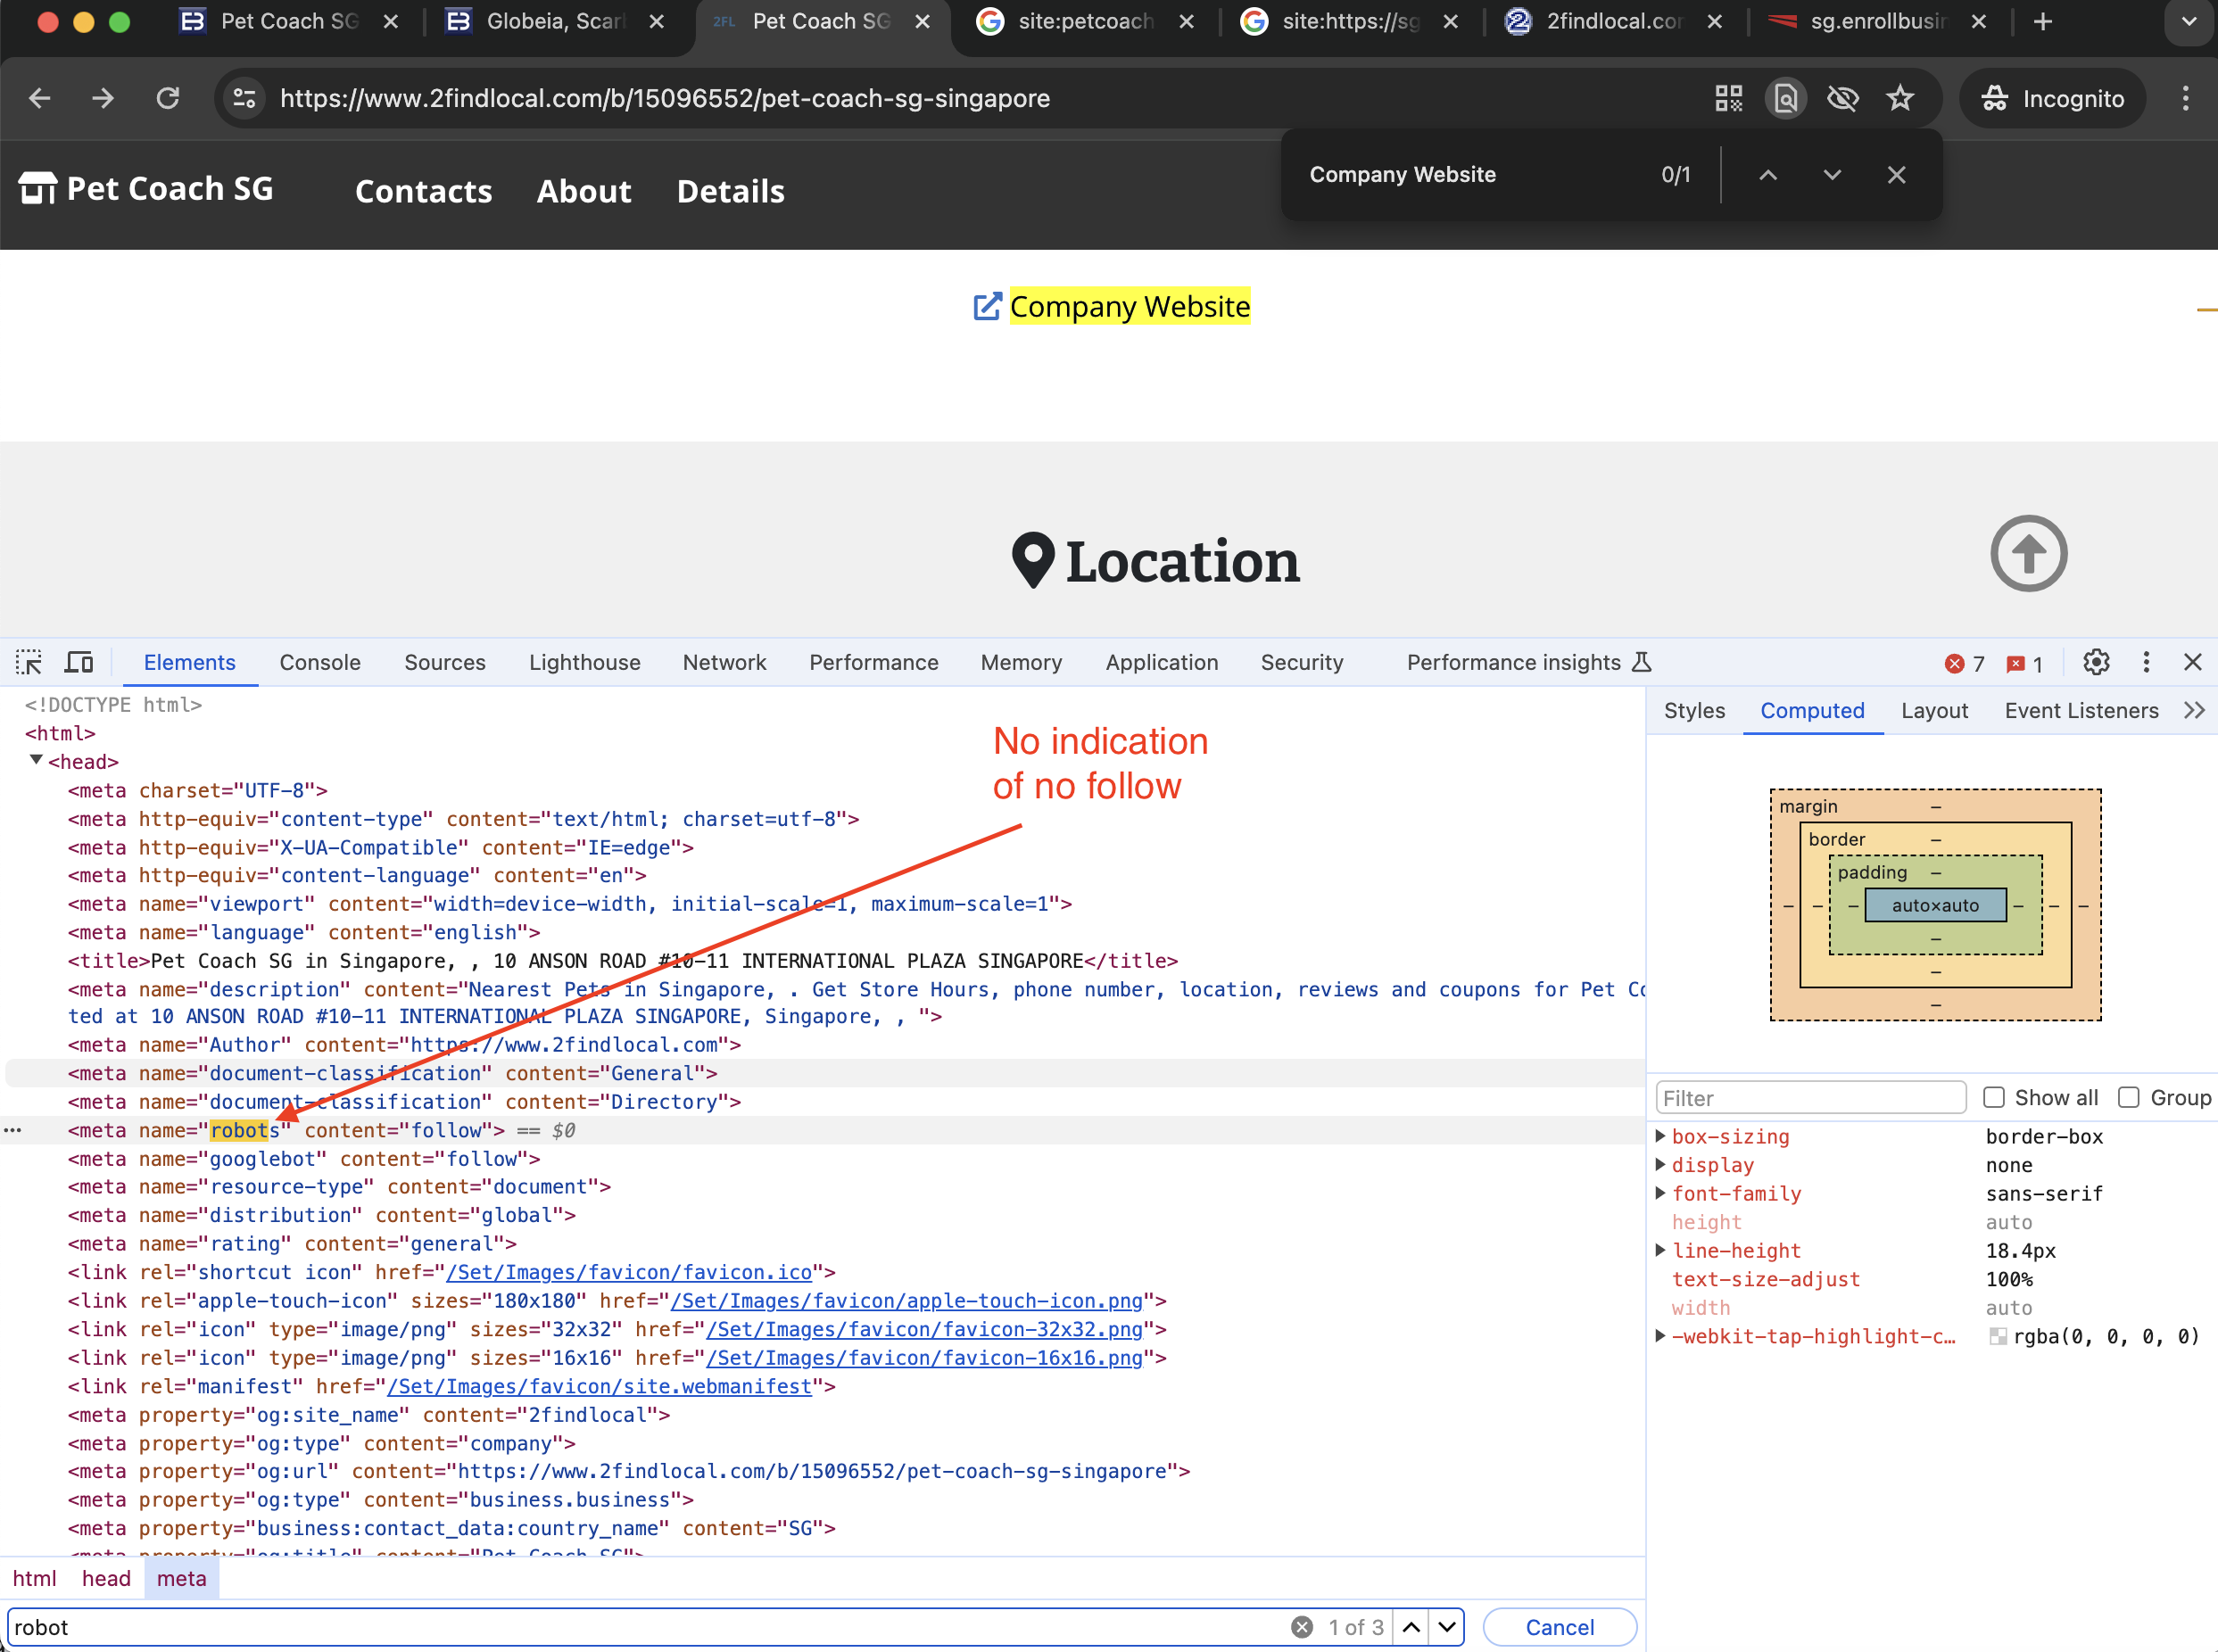 Pet Coach SG
Globeia, Scar
2FL Pet Coach SG
site:petcoach
site:https://sg
2findlocal.com
sg.enrollbusin
https://www.2findlocal.com/b/15096552/pet-coach-sg-singapore
Incognito
Pet Coach SG
Contacts
About
Details
Company Website
0/1
Company Website
Location
Elements
Console
Sources
Lighthouse
Network
Performance
Memory
Application
Security
Performance insights
7
1
<!DOCTYPE html>
<html>
<head>
<meta charset="UTF-8">
<meta http-equiv="content-type" content="text/html; charset=utf-8">
<meta http-equiv="X-UA-Compatible" content="IE=edge">
<meta http-equiv="content-language" content="en">
<meta name="viewport" content="width=device-width, initial-scale=1, maximum-scale=1">
<meta name="language" content="english">
<title>Pet Coach SG in Singapore, , 10 ANSON ROAD #10-11 INTERNATIONAL PLAZA SINGAPORE</title>
<meta name="description" content="Nearest Pets in Singapore, . Get Store Hours, phone number, location, reviews and coupons for Pet Co
ted at 10 ANSON ROAD #10-11 INTERNATIONAL PLAZA SINGAPORE, Singapore, , ">
<meta name="Author" content="https://www.2findlocal.com">
<meta name="document-classification" content="General">
<meta name="document-classification" content="Directory">
<meta name="robots" content="follow"> == $0
<meta name="googlebot" content="follow">
<meta name="resource-type" content="document">
<meta name="distribution" content="global">
<meta name="rating" content="general">
<link rel="shortcut icon" href="/Set/Images/favicon/favicon.ico">
<link rel="apple-touch-icon" sizes="180x180" href="/Set/Images/favicon/apple-touch-icon.png">
<link rel="icon" type="image/png" sizes="32x32" href="/Set/Images/favicon/favicon-32x32.png">
<link rel="icon" type="image/png" sizes="16x16" href="/Set/Images/favicon/favicon-16x16.png">
<link rel="manifest" href="/Set/Images/favicon/site.webmanifest">
<meta property="og:site_name" content="2findlocal">
<meta property="og:type" content="company">
<meta property="og:url" content="https://www.2findlocal.com/b/15096552/pet-coach-sg-singapore">
<meta property="og:type" content="business.business">
<meta property="business:contact_data:country_name" content="SG">
<meta property="og:title" content="Pet Coach SG">
No indication
of no follow
html
head
meta
robot
1 of 3
Cancel
Styles
Computed
Layout
Event Listeners
margin
border
padding
auto×auto
Filter
Show all
Group
box-sizing border-box
display none
font-family sans-serif
height auto
line-height 18.4px
text-size-adjust 100%
width auto
-webkit-tap-highlight-c… rgba(0, 0, 0, 0)